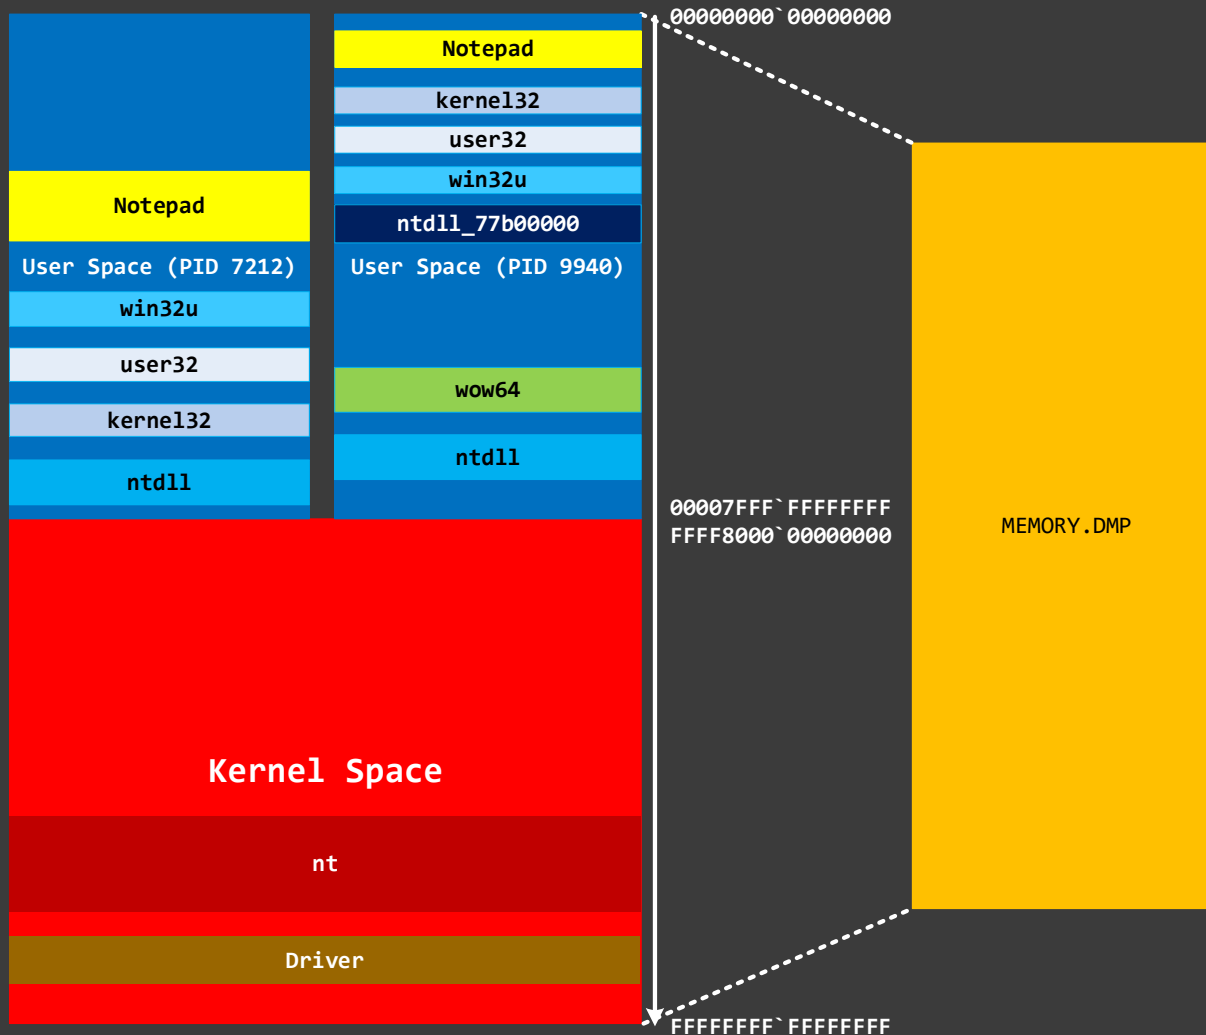 Notepad
User Space (PID 7212)
win32u
user32
kernel32
ntdll
Notepad
kernel32
user32
win32u
ntdll_77b00000
User Space (PID 9940)
wow64
ntdll
Kernel Space
nt
Driver
00000000`00000000
00007FFF`FFFFFFFF
FFFF8000`00000000
FFFFFFFF`FFFFFFFF
MEMORY.DMP